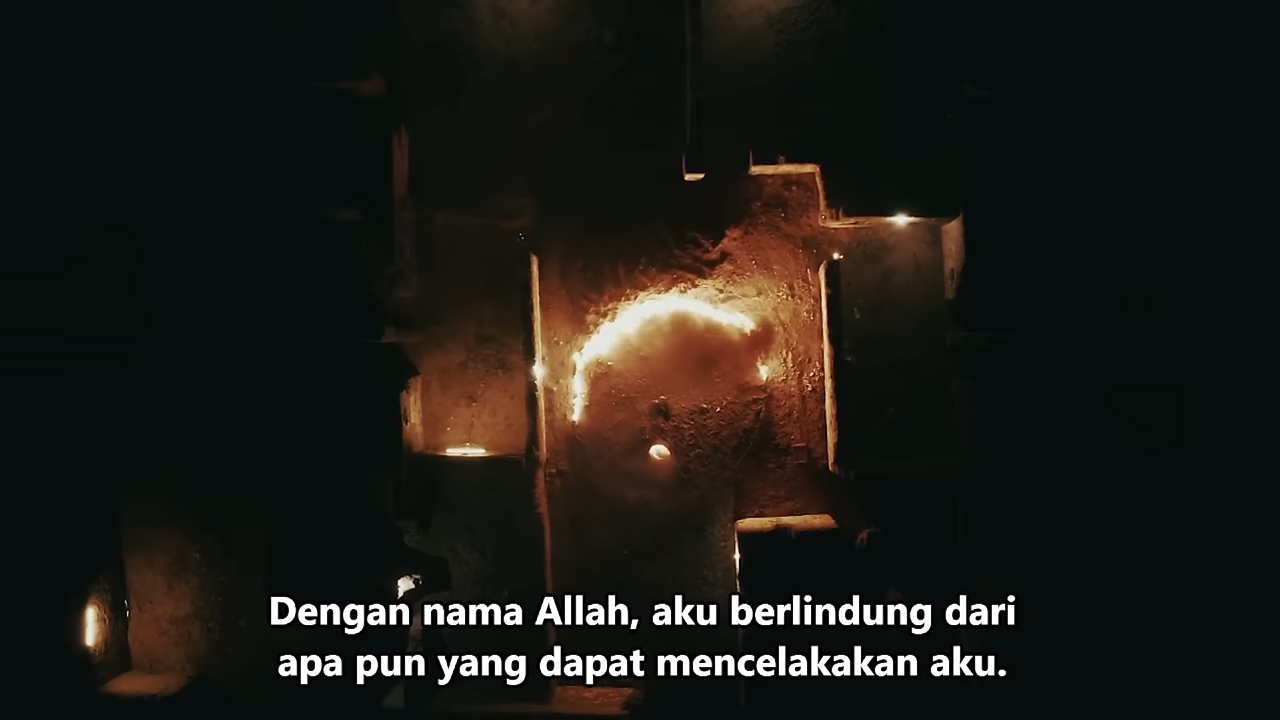 Dengan nama Allah, aku berlindung dari
apa pun yang dapat mencelakakan aku.